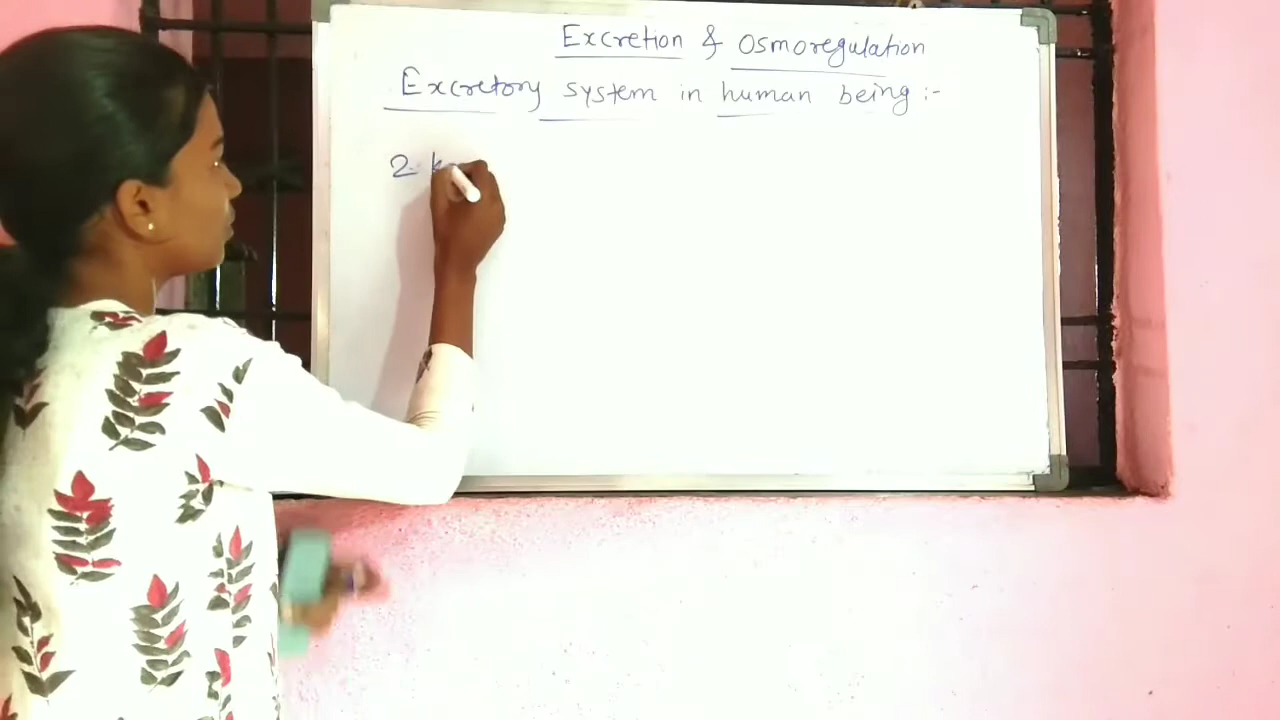 Excretion & Osmoregulation
Excretory system in human being :-
2